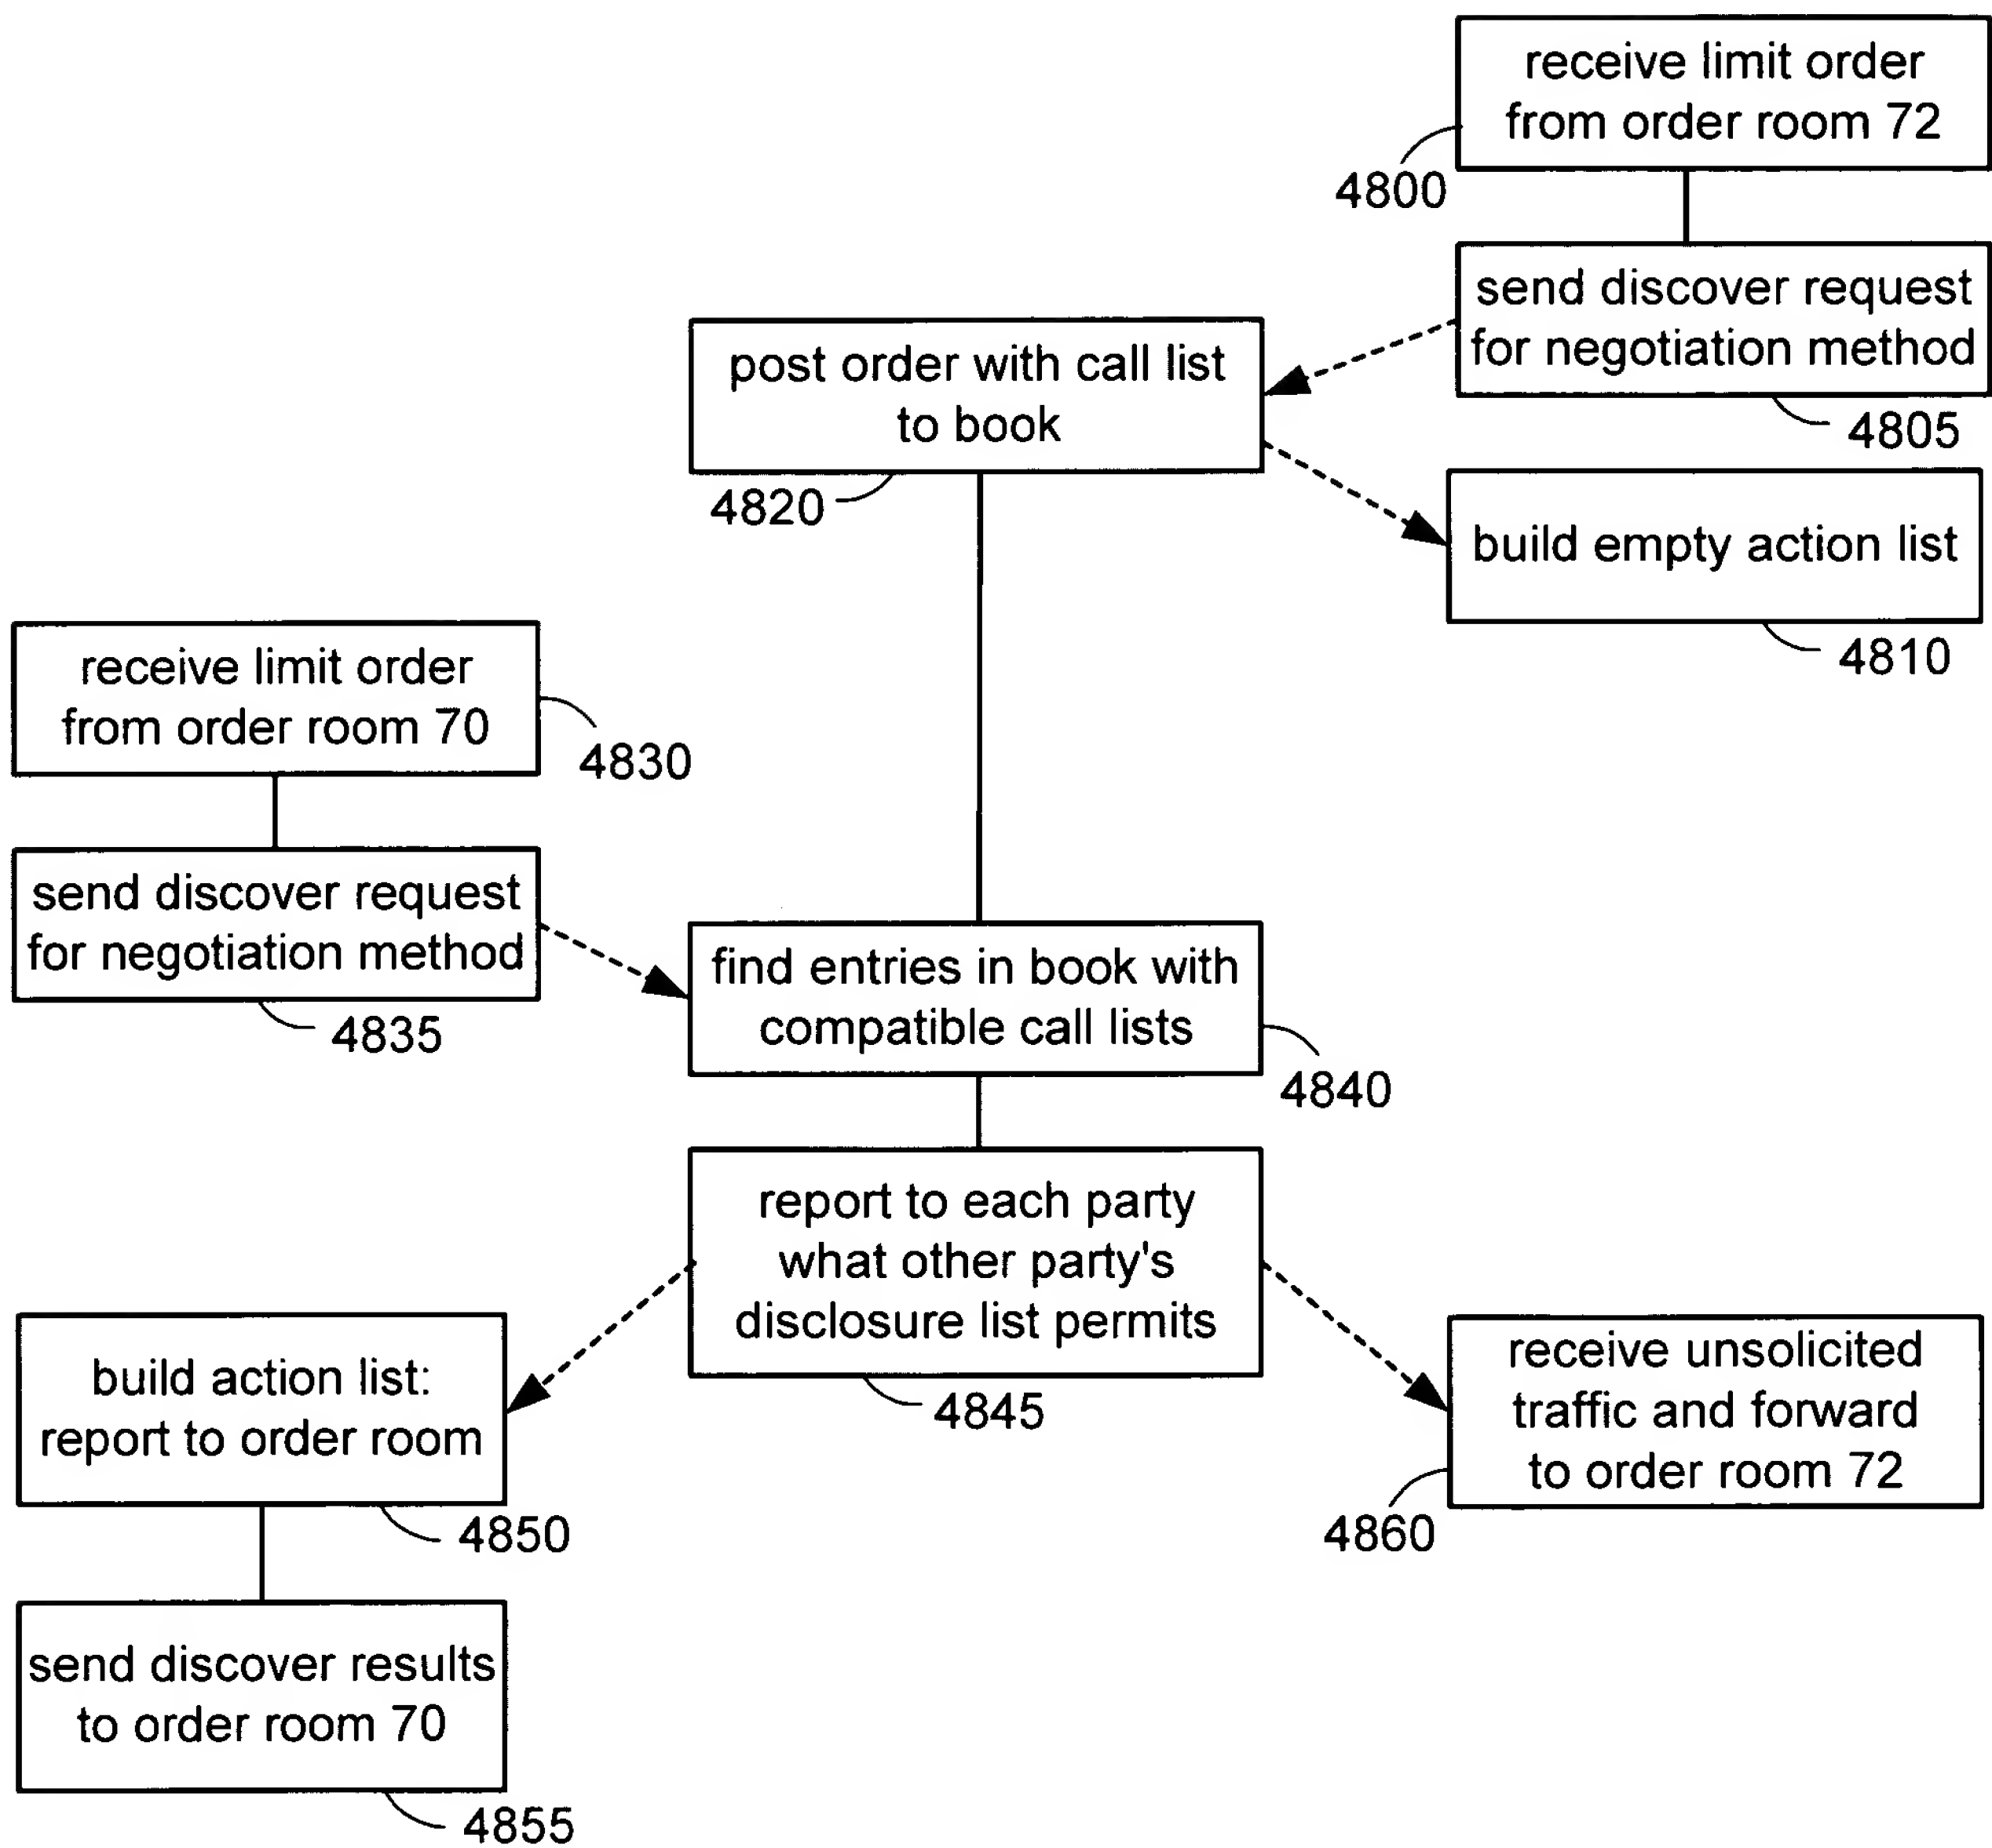 receive limit order
from order room 72
4800
send discover request
for negotiation method
4805
post order with call list
to book
4820
build empty action list
4810
receive limit order
from order room 70
4830
send discover request
for negotiation method
4835
find entries in book with
compatible call lists
4840
report to each party
what other party's
disclosure list permits
4845
build action list:
report to order room
4850
receive unsolicited
traffic and forward
to order room 72
4860
send discover results
to order room 70
4855